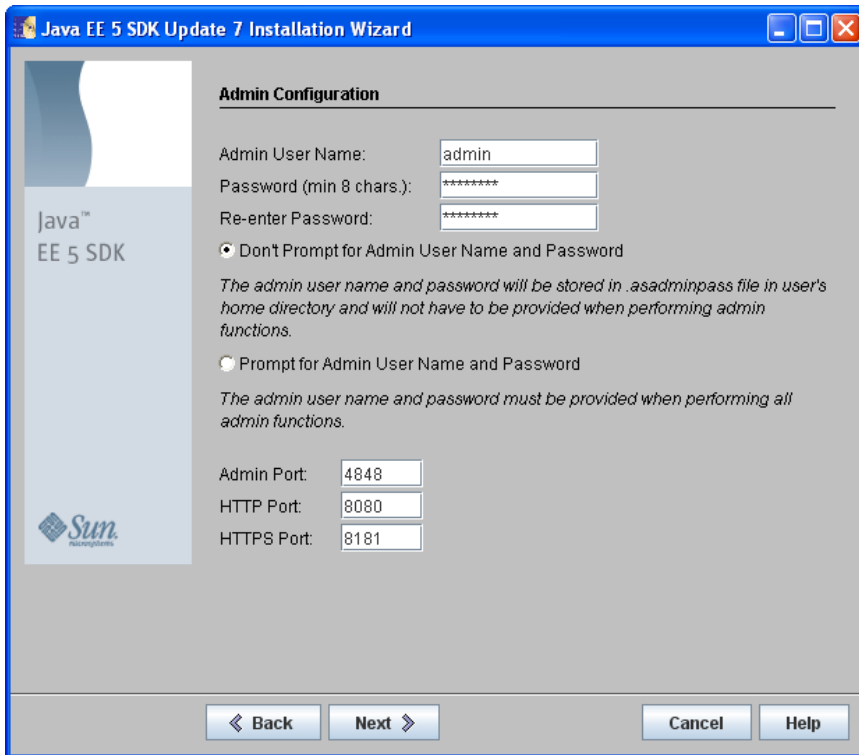 Java EE 5 SDK Update 7 Installation Wizard
Java™
EE 5 SDK
Sun
microsystems
Admin Configuration
Admin User Name: admin
Password (min 8 chars.): ********
Re-enter Password: ********
Don't Prompt for Admin User Name and Password
The admin user name and password will be stored in .asadminpass file in user's
home directory and will not have to be provided when performing admin
functions.
Prompt for Admin User Name and Password
The admin user name and password must be provided when performing all
admin functions.
Admin Port: 4848
HTTP Port: 8080
HTTPS Port: 8181
Back Next Cancel Help